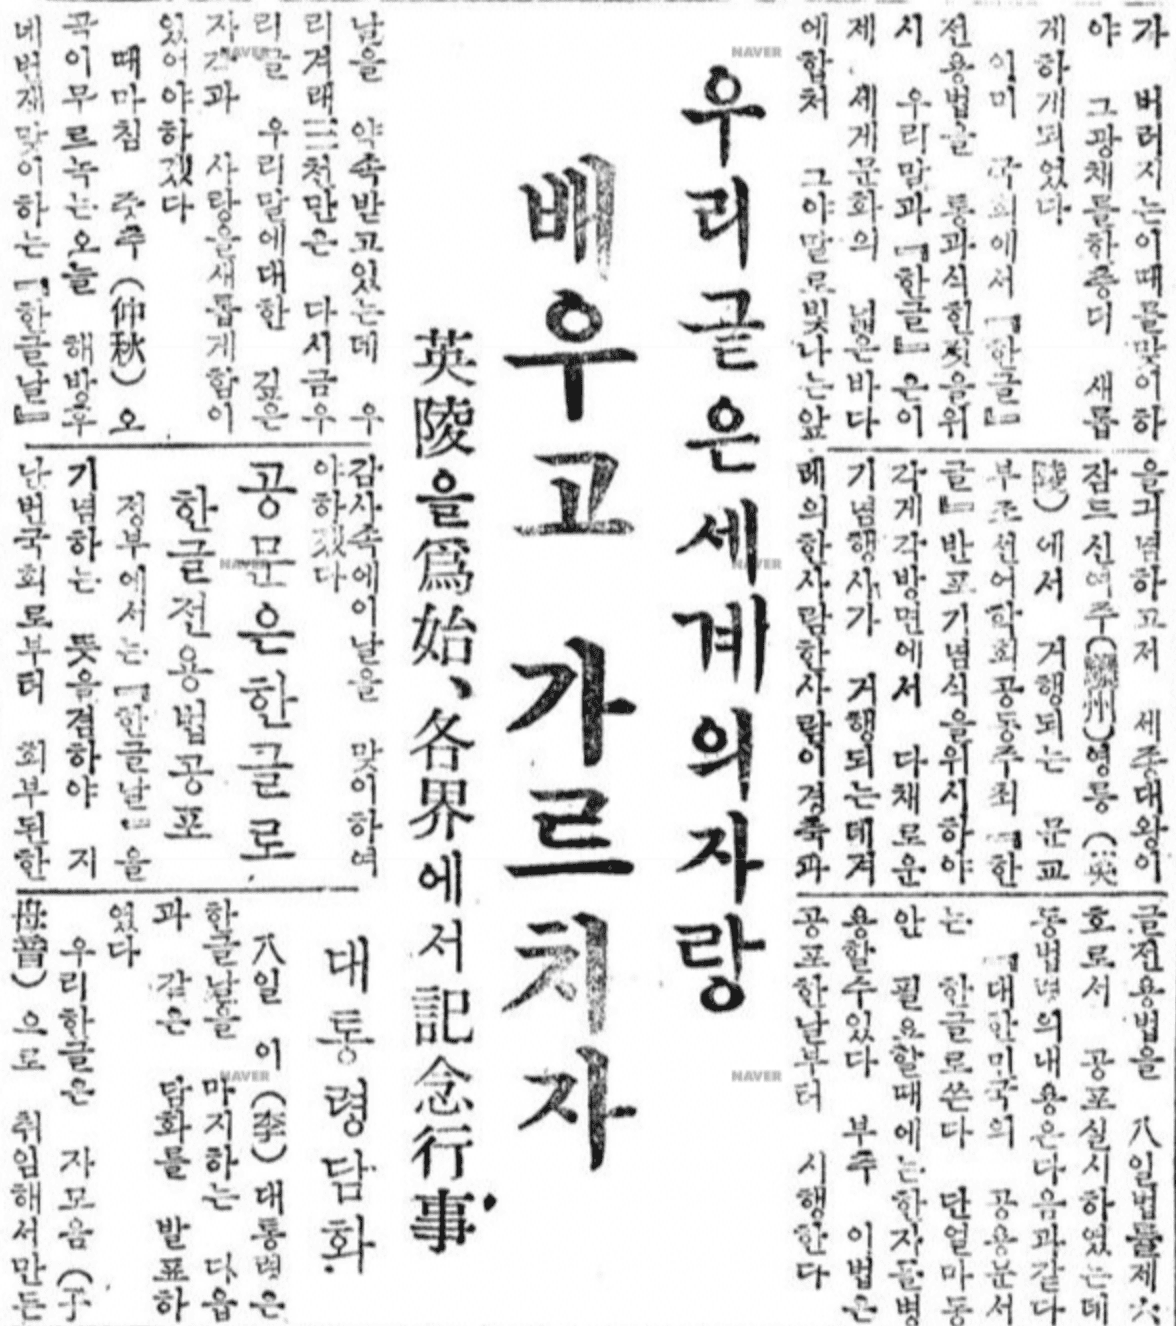 우리글은세계의자랑
배우고 가르치자
英陵을爲始、各界에서記念行事
가 버러지는이때를맞이하
야 그광채를한층더 새롭
게하게되었다
이미 국회에서『한글』
전용법을 통과식힌것을위
시 우리말과『한글』은이
제 세게문화의 넓은바다
에합처 그야말로빛나는앞
날을 약속받고있는데 우
리겨래三천만은 다시금우
리글 우리말에대한 깊은
자각과 사랑을새롭게함이
있어야하겠다
때마침 중추(仲秋)오
곡이무르녹는오늘 해방후
네번재맞이하는『한글날』
을기념하고저 세종대왕이
잠드신여주(驪州)영릉(英
陵)에서 거행되는 문교
부조선어학회공동주최『한
글』반포기념식을위시하야
각게각방면에서 다채로운
기념행사가 거행되는데겨
레의한사람한사람이경축과
감사속에이날을 맞이하여
야하겠다
공문은한글로
한글전용법공포
정부에서는『한글날』을
기념하는 뜻을겸하야 지
난번국회로부터 회부된한
글전용법을 八일법률제六
호로서 공포실시하였는데
동법령의내용은다음과같다
『대한민국의 공용문서
는 한글로쓴다 단얼마동
안 필요할때에는한자를병
용할수있다 부주 이법은
공포한날부터 시행한다
대통령담화
八일 이(李)대통령은
한글날을 마지하는 다음
과 같은 담화를 발표하
였다
우리한글은 자모음(子
母音)으로 취임해서만든
NAVER
NAVER
NAVER
NAVER
NAVER
NAVER